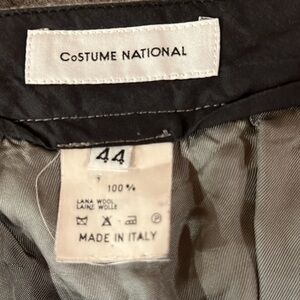 CoSTUME NATIONAL
44
100%
LANA WOOL
LAINE WOLLE
P
MADE IN ITALY